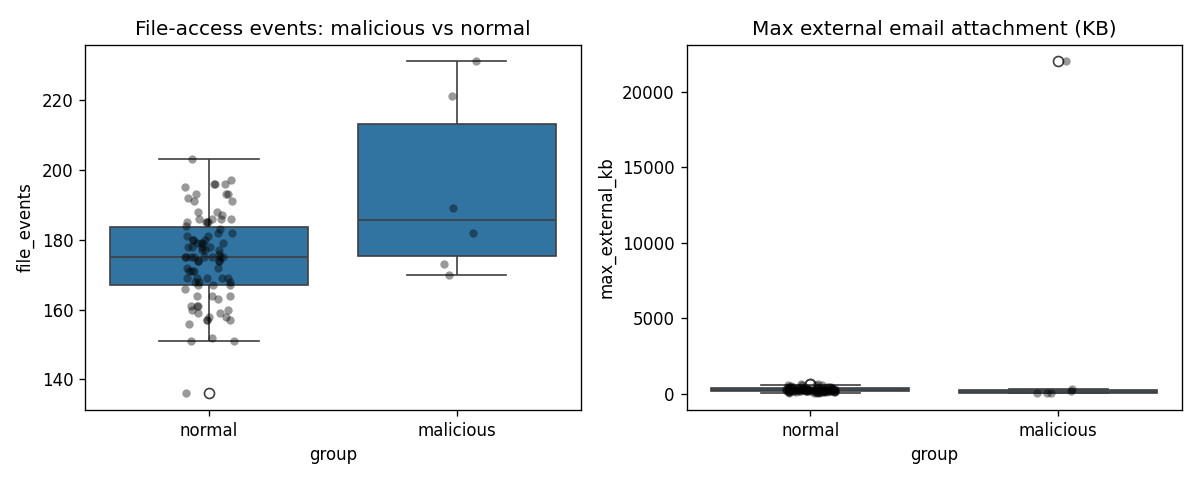 File-access events: malicious vs normal
file_events
220
200
180
160
140
normal
malicious
group
Max external email attachment (KB)
max_external_kb
20000
15000
10000
5000
0
normal
malicious
group